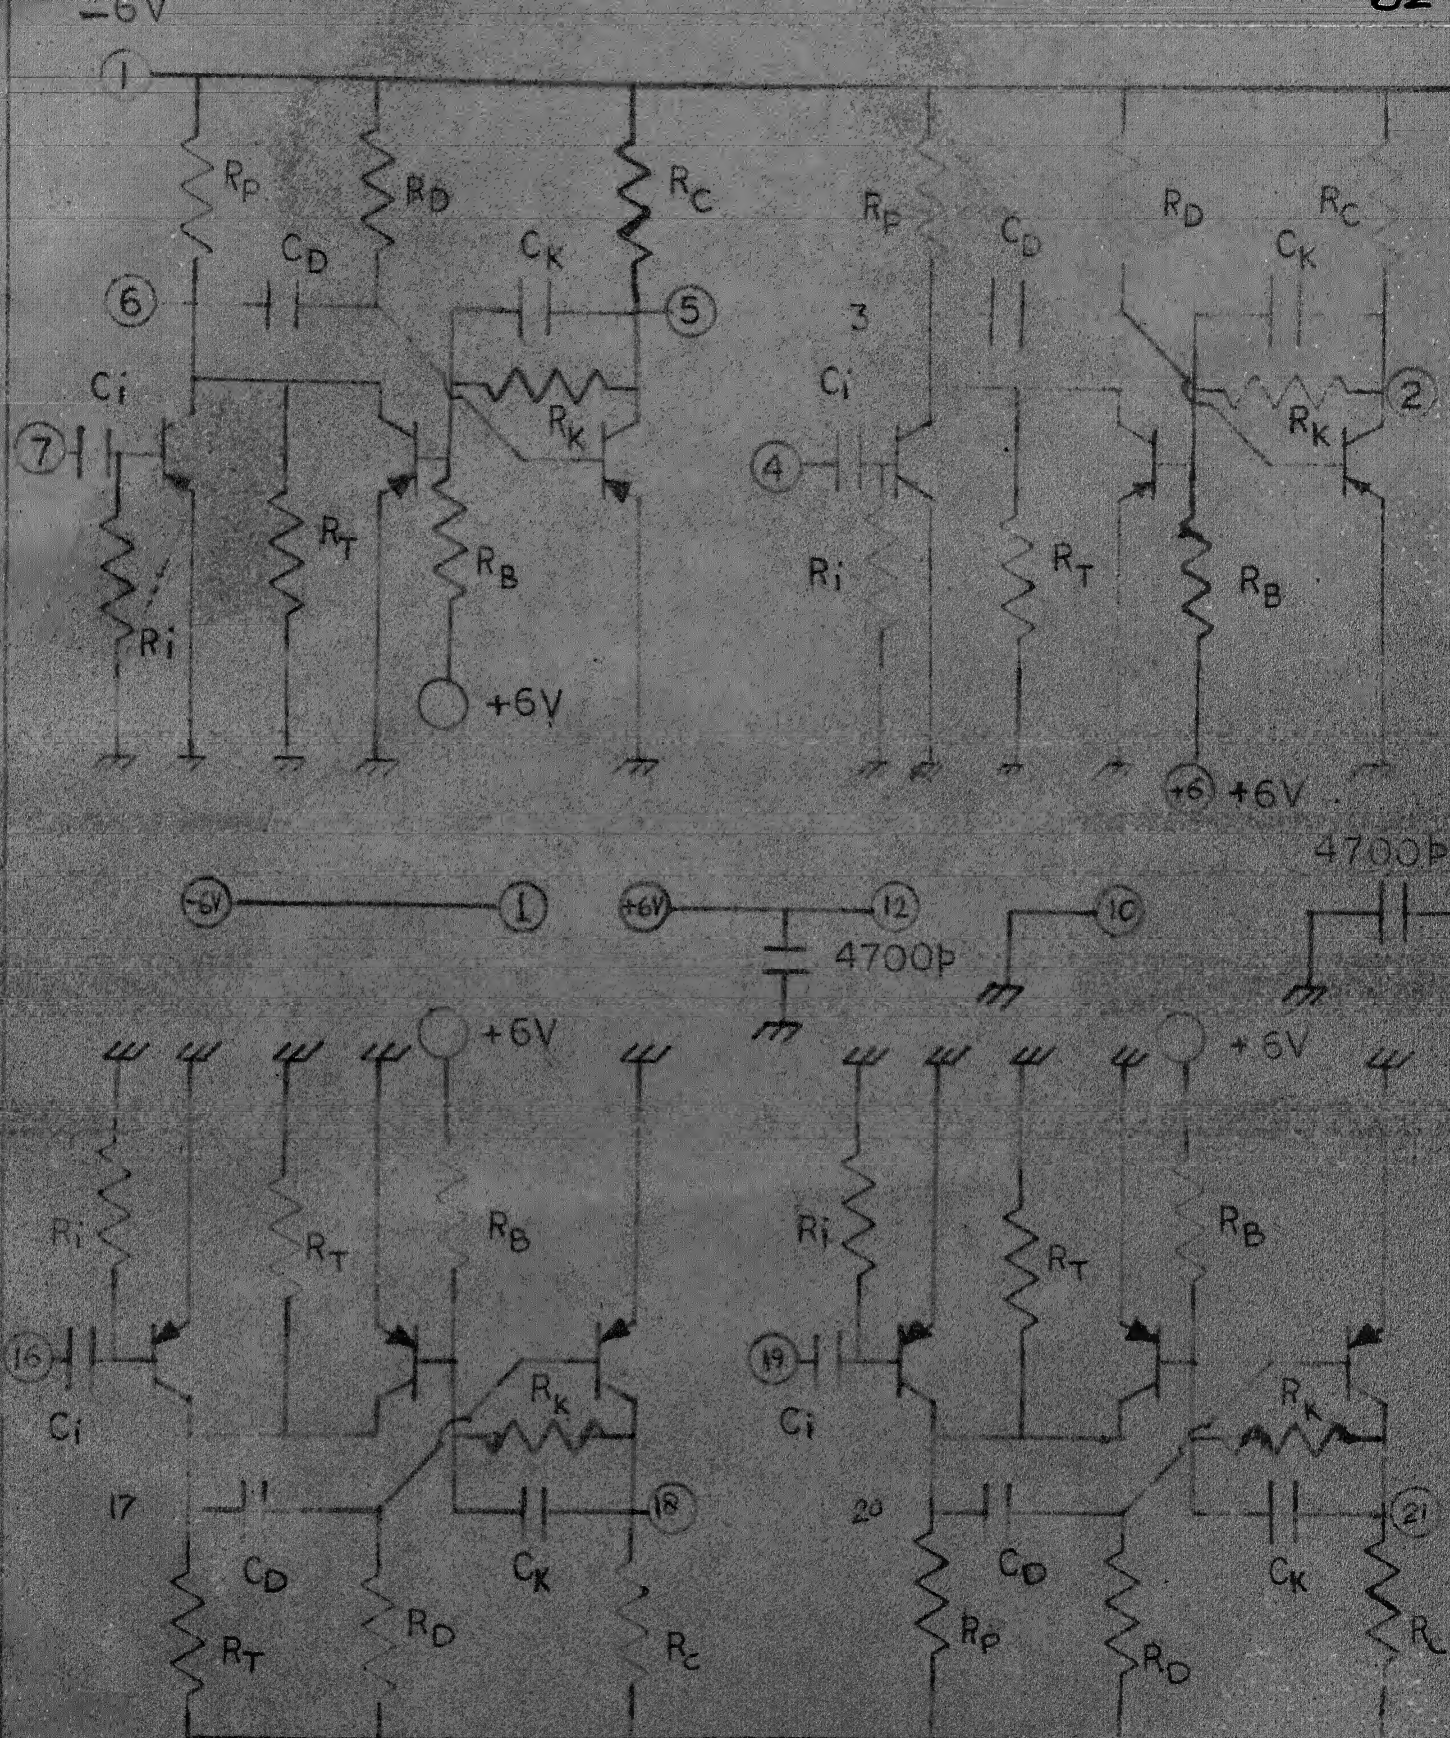 -6V
1
RP RD RC RP RD RC
CD CK CD CK
6 5 3
Ci Ci 2
RK RK
7 4
RT RB Ri RT RB
Ri
+6V
+6 +6V
4700p
-6V 1 +6V 12 10
4700p
+6V + 6V
Ri RT RB Ri RT RB
16 19
RK RK
Ci Ci
17 18 20 21
CD CK CD CK
RT RD RC RP RD